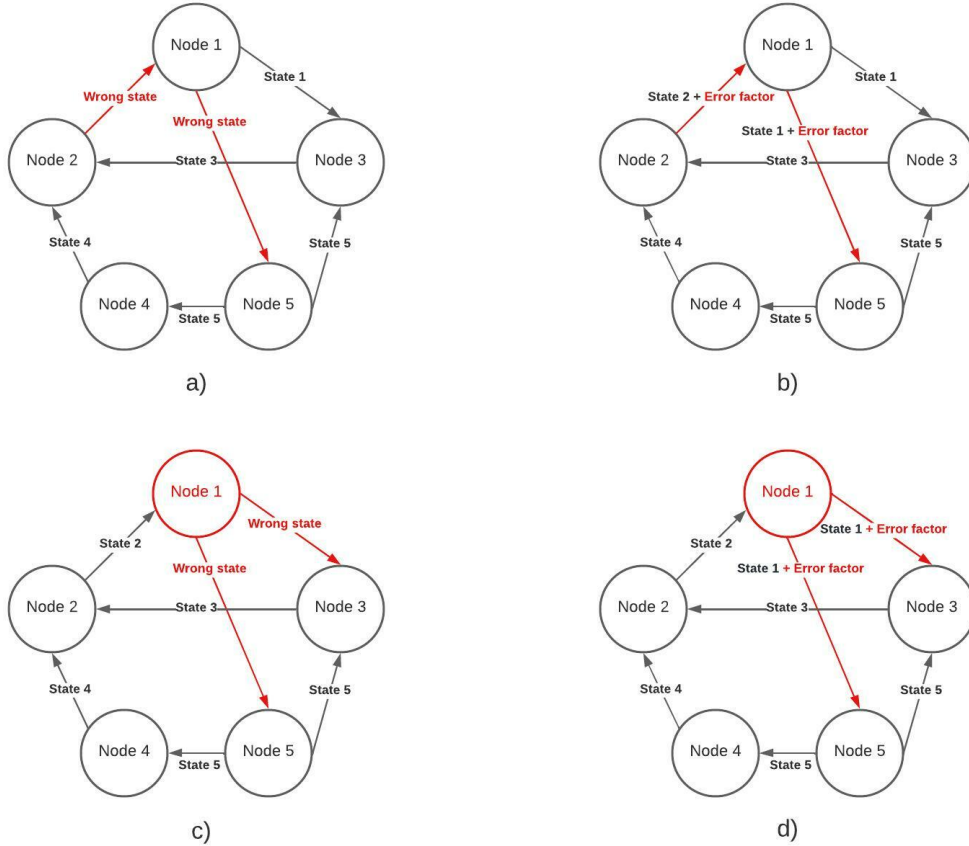 Node 1
State 1
Wrong state
Wrong state
Node 2
State 3
Node 3
State 4
State 5
Node 4
State 5
Node 5
a)
Node 1
State 1
State 2 + Error factor
State 1 + Error factor
Node 2
State 3
Node 3
State 4
State 5
Node 4
State 5
Node 5
b)
Node 1
Wrong state
State 2
Wrong state
Node 2
State 3
Node 3
State 4
State 5
Node 4
State 5
Node 5
c)
Node 1
State 1 + Error factor
State 2
State 1 + Error factor
Node 2
State 3
Node 3
State 4
State 5
Node 4
State 5
Node 5
d)